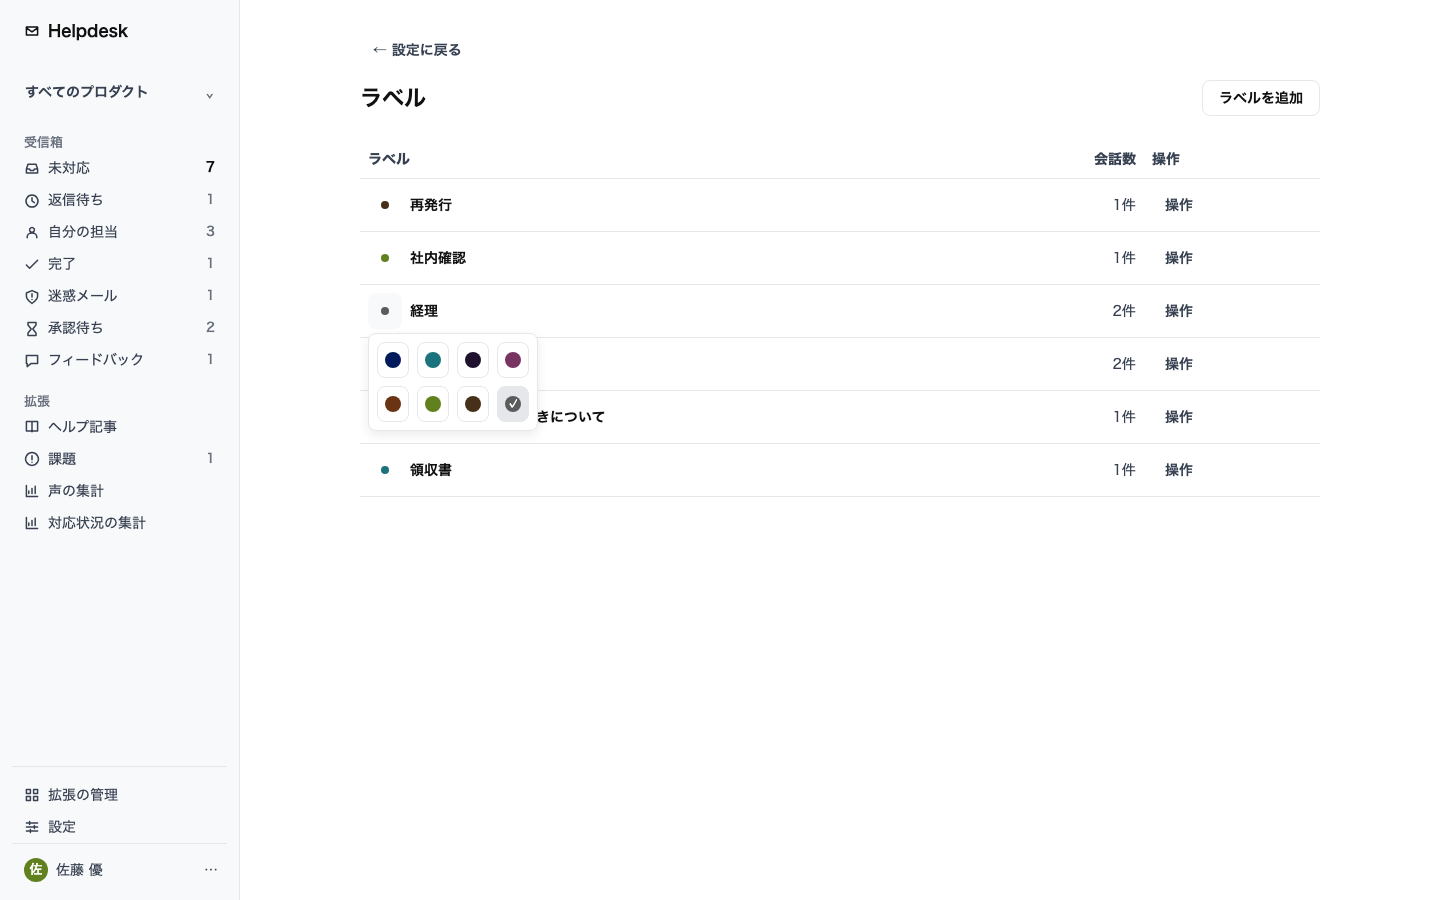 Helpdesk
すべてのプロダクト
受信箱
未対応 7
返信待ち 1
自分の担当 3
完了 1
迷惑メール 1
承認待ち 2
フィードバック 1
拡張
ヘルプ記事
課題 1
声の集計
対応状況の集計
拡張の管理
設定
佐 佐藤 優 …
← 設定に戻る
ラベル
ラベルを追加
ラベル 会話数 操作
再発行 1件 操作
社内確認 1件 操作
経理 2件 操作
2件 操作
きについて 1件 操作
領収書 1件 操作